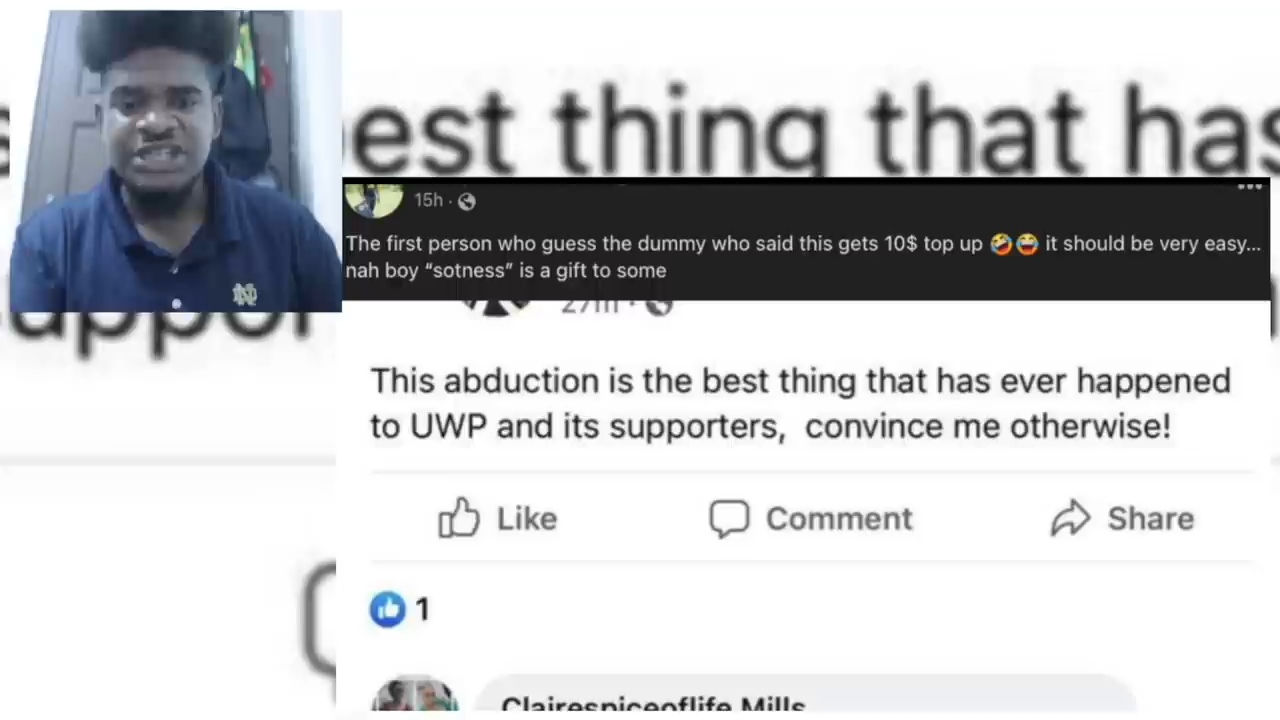 est thing that has
15h ·
The first person who guess the dummy who said this gets 10$ top up 🤣😂 it should be very easy...
nah boy “sotness” is a gift to some
27m ·
This abduction is the best thing that has ever happened
to UWP and its supporters,  convince me otherwise!
Like Comment Share
1
Clairespiceoflife Mills